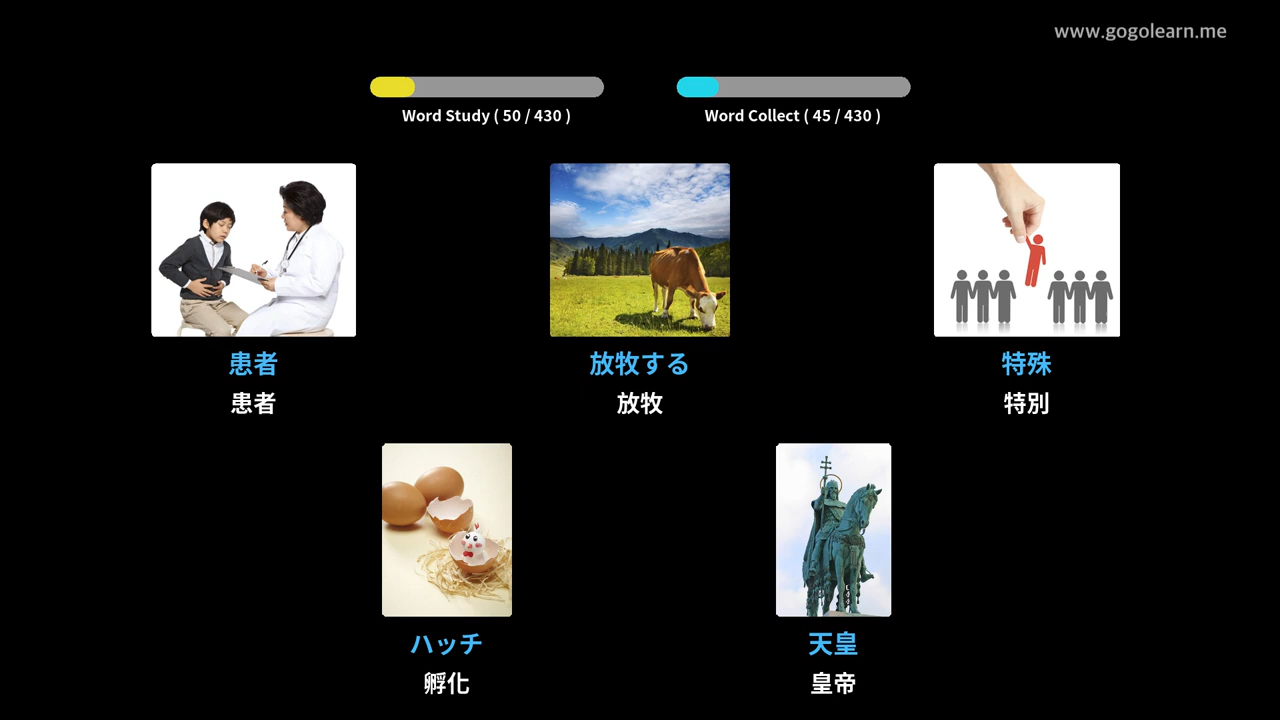 www.gogolearn.me
Word Study ( 50 / 430 )
Word Collect ( 45 / 430 )
患者
患者
放牧する
放牧
特殊
特別
ハッチ
孵化
天皇
皇帝